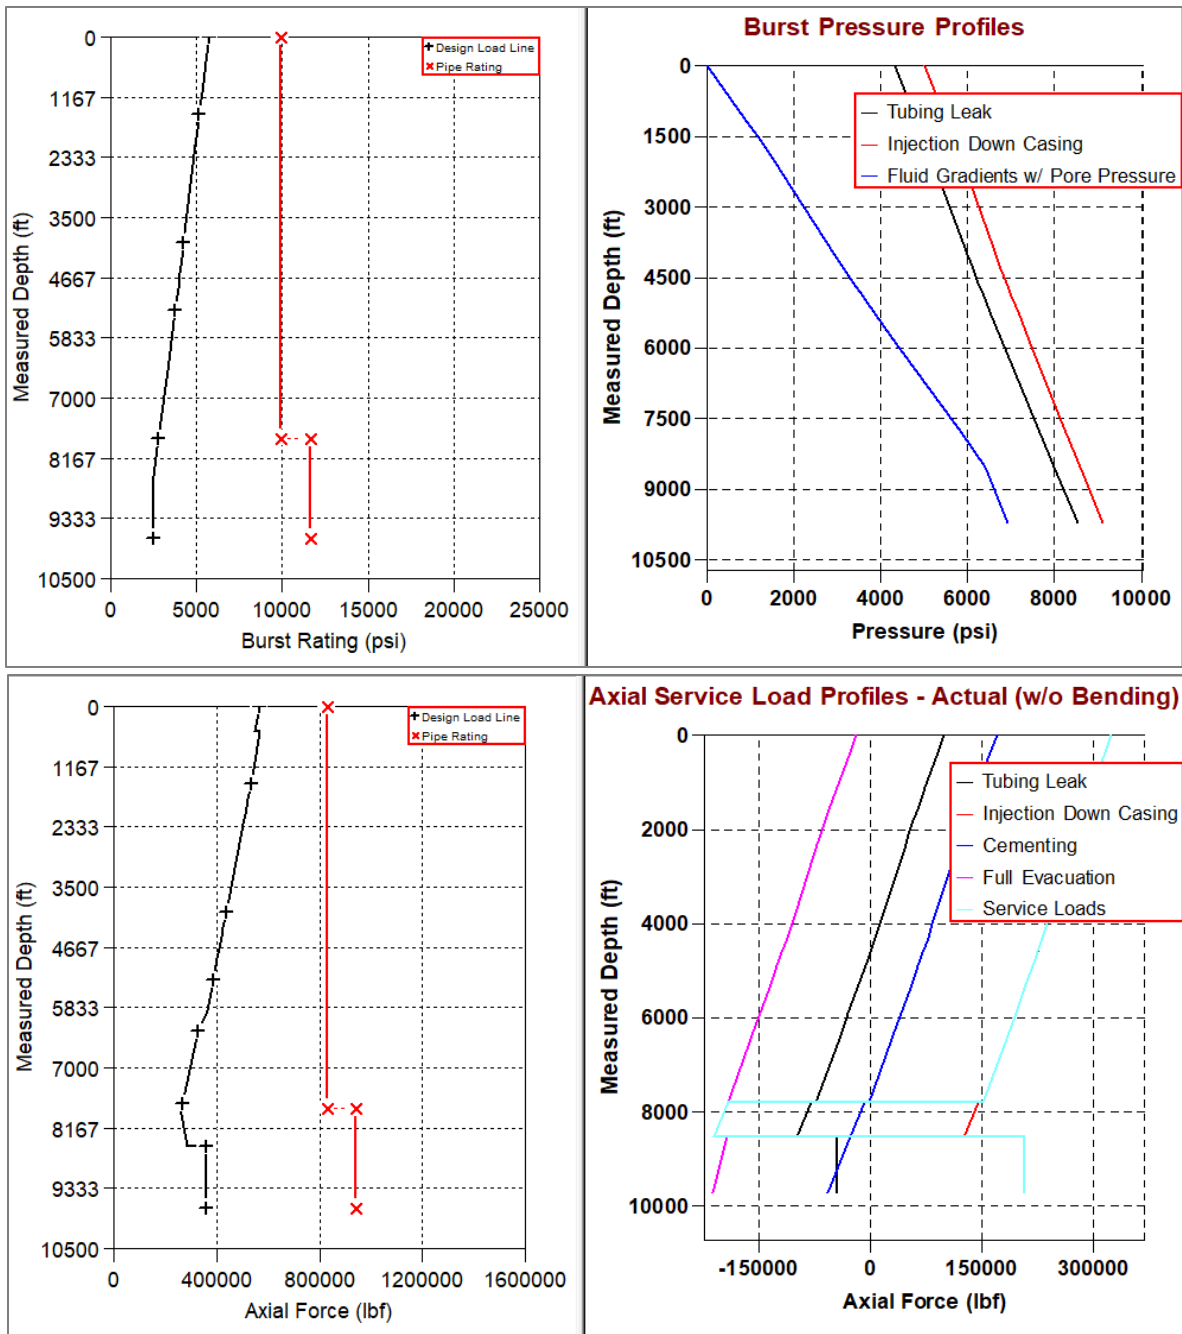 Design Load Line
Pipe Rating
0
1167
2333
3500
4667
5833
7000
8167
9333
10500
Measured Depth (ft)
0 5000 10000 15000 20000 25000
Burst Rating (psi)
Burst Pressure Profiles
Tubing Leak
Injection Down Casing
Fluid Gradients w/ Pore Pressure
0
1500
3000
4500
6000
7500
9000
10500
Measured Depth (ft)
0 2000 4000 6000 8000 10000
Pressure (psi)
Design Load Line
Pipe Rating
0
1167
2333
3500
4667
5833
7000
8167
9333
10500
Measured Depth (ft)
0 400000 800000 1200000 1600000
Axial Force (lbf)
Axial Service Load Profiles - Actual (w/o Bending)
Tubing Leak
Injection Down Casing
Cementing
Full Evacuation
Service Loads
0
2000
4000
6000
8000
10000
Measured Depth (ft)
-150000 0 150000 300000
Axial Force (lbf)